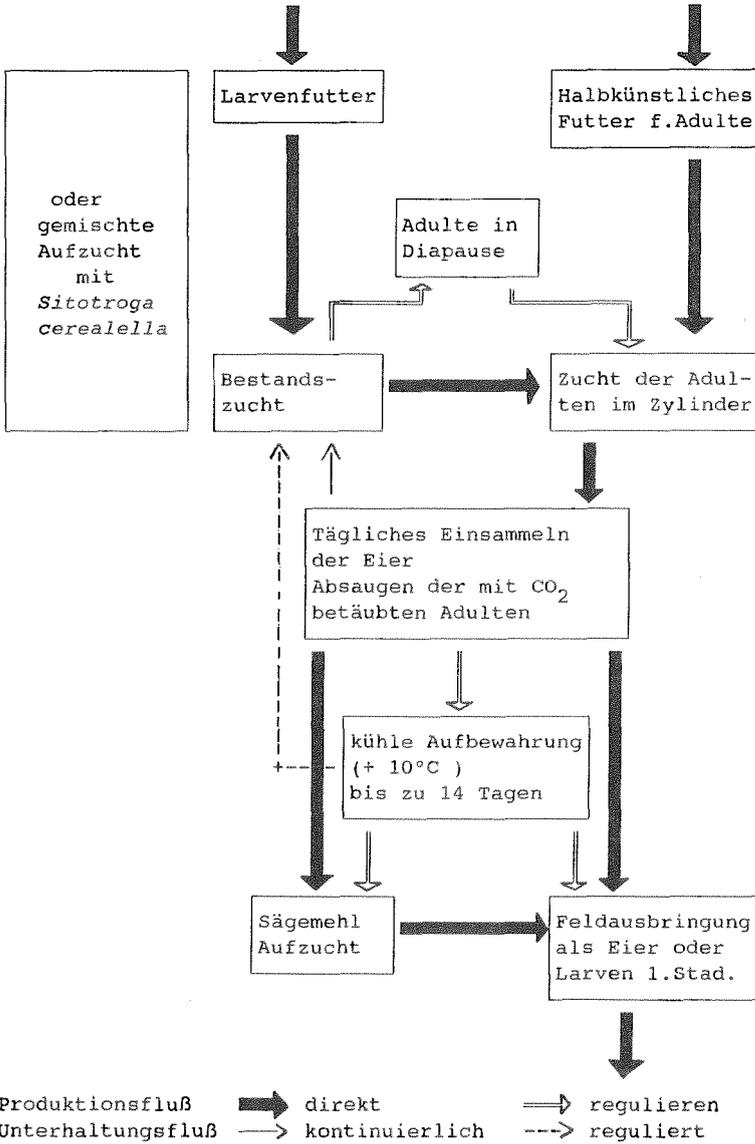 Larvenfutter
Halbkünstliches
Futter f.Adulte
oder
gemischte
Aufzucht
mit
Sitotroga
cerealella
Adulte in
Diapause
Bestands-
zucht
Zucht der Adul-
ten im Zylinder
Tägliches Einsammeln
der Eier
Absaugen der mit CO2
betäubten Adulten
kühle Aufbewahrung
(+ 10°C )
bis zu 14 Tagen
Sägemehl
Aufzucht
Feldausbringung
als Eier oder
Larven 1.Stad.
Produktionsfluß direkt regulieren
Unterhaltungsfluß kontinuierlich reguliert